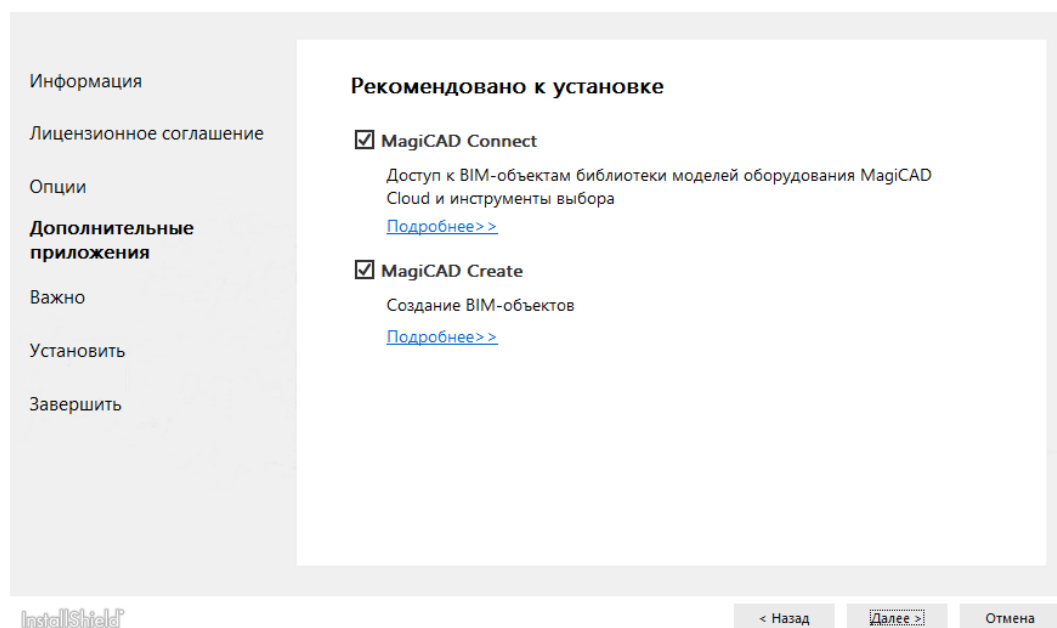 Информация
Лицензионное соглашение
Опции
Дополнительные
приложения
Важно
Установить
Завершить
Рекомендовано к установке
MagiCAD Connect
Доступ к BIM-объектам библиотеки моделей оборудования MagiCAD
Cloud и инструменты выбора
Подробнее>>
MagiCAD Create
Создание BIM-объектов
Подробнее>>
InstallShield
< Назад
Далее >
Отмена